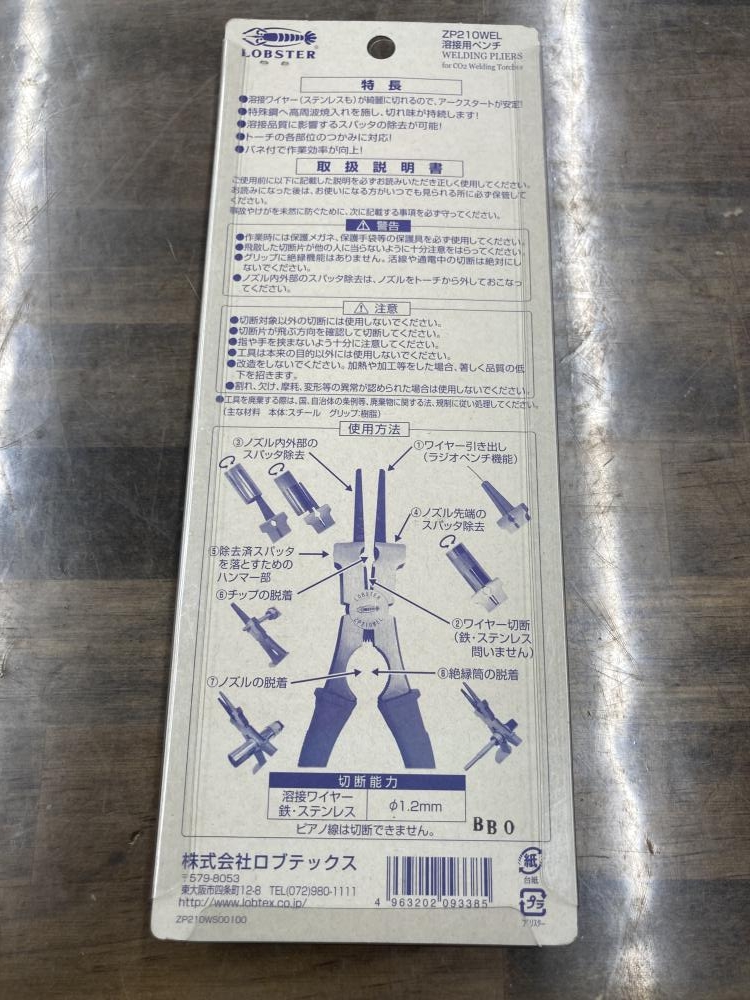 LOBSTER
ZP210WEL
溶接用ペンチ
WELDING PLIERS
for CO2 Welding Torches
特長
●溶接ワイヤー(ステンレスも)が綺麗に切れるので、アークスタートが安定!
●特殊鋼へ高周波焼入れを施し、切れ味が持続します!
●溶接品質に影響するスパッタの除去が可能!
●トーチの各部位のつかみに対応!
●バネ付で作業効率が向上!
取扱説明書
ご使用前に以下に記載した説明を必ずお読みいただき正しく使用してください。
お読みになった後は、お使いになる方がいつでも見られる所に必ず保管して
ください。
事故やけがを未然に防ぐために、次に記載する事項を必ず守ってください。
⚠警告
●作業時には保護メガネ、保護手袋等の保護具を必ず使用してください。
●飛散した切断片が他の人に当らないように十分注意をはらってください。
●グリップに絶縁機能はありません。活線や通電中の切断は絶対にし
ないでください。
●ノズル内外部のスパッタ除去は、ノズルをトーチから外しておこなっ
てください。
⚠注意
●切断対象以外の切断には使用しないでください。
●切断片が飛ぶ方向を確認して切断してください。
●指や手を挟まないよう十分に注意してください。
●工具は本来の目的以外には使用しないでください。
●改造をしないでください。加熱や加工等をした場合、著しく品質の低
下を招きます。
●割れ、欠け、摩耗、変形等の異常が認められた場合は使用しないでください。
●工具を廃棄する際は、国、自治体の条例等、廃棄物に関する法、規制に従い処理してください。
(主な材料 本体:スチール グリップ:樹脂)
使用方法
③ノズル内外部の
スパッタ除去
①ワイヤー引き出し
(ラジオペンチ機能)
④ノズル先端の
スパッタ除去
⑤除去済スパッタ
を落とすための
ハンマー部
⑥チップの脱着
LOBSTER
ZP210WEL
②ワイヤー切断
(鉄・ステンレス
問いません)
⑦ノズルの脱着
⑧絶縁筒の脱着
切断能力
溶接ワイヤー
鉄・ステンレス
φ1.2mm
ピアノ線は切断できません。
BBO
株式会社ロブテックス
〒579-8053
東大阪市四条町12-8 TEL(072)980-1111
http://www.lobtex.co.jp/
ZP210WS00100
4 963202 093385
紙
台紙
プラ
ブリスター